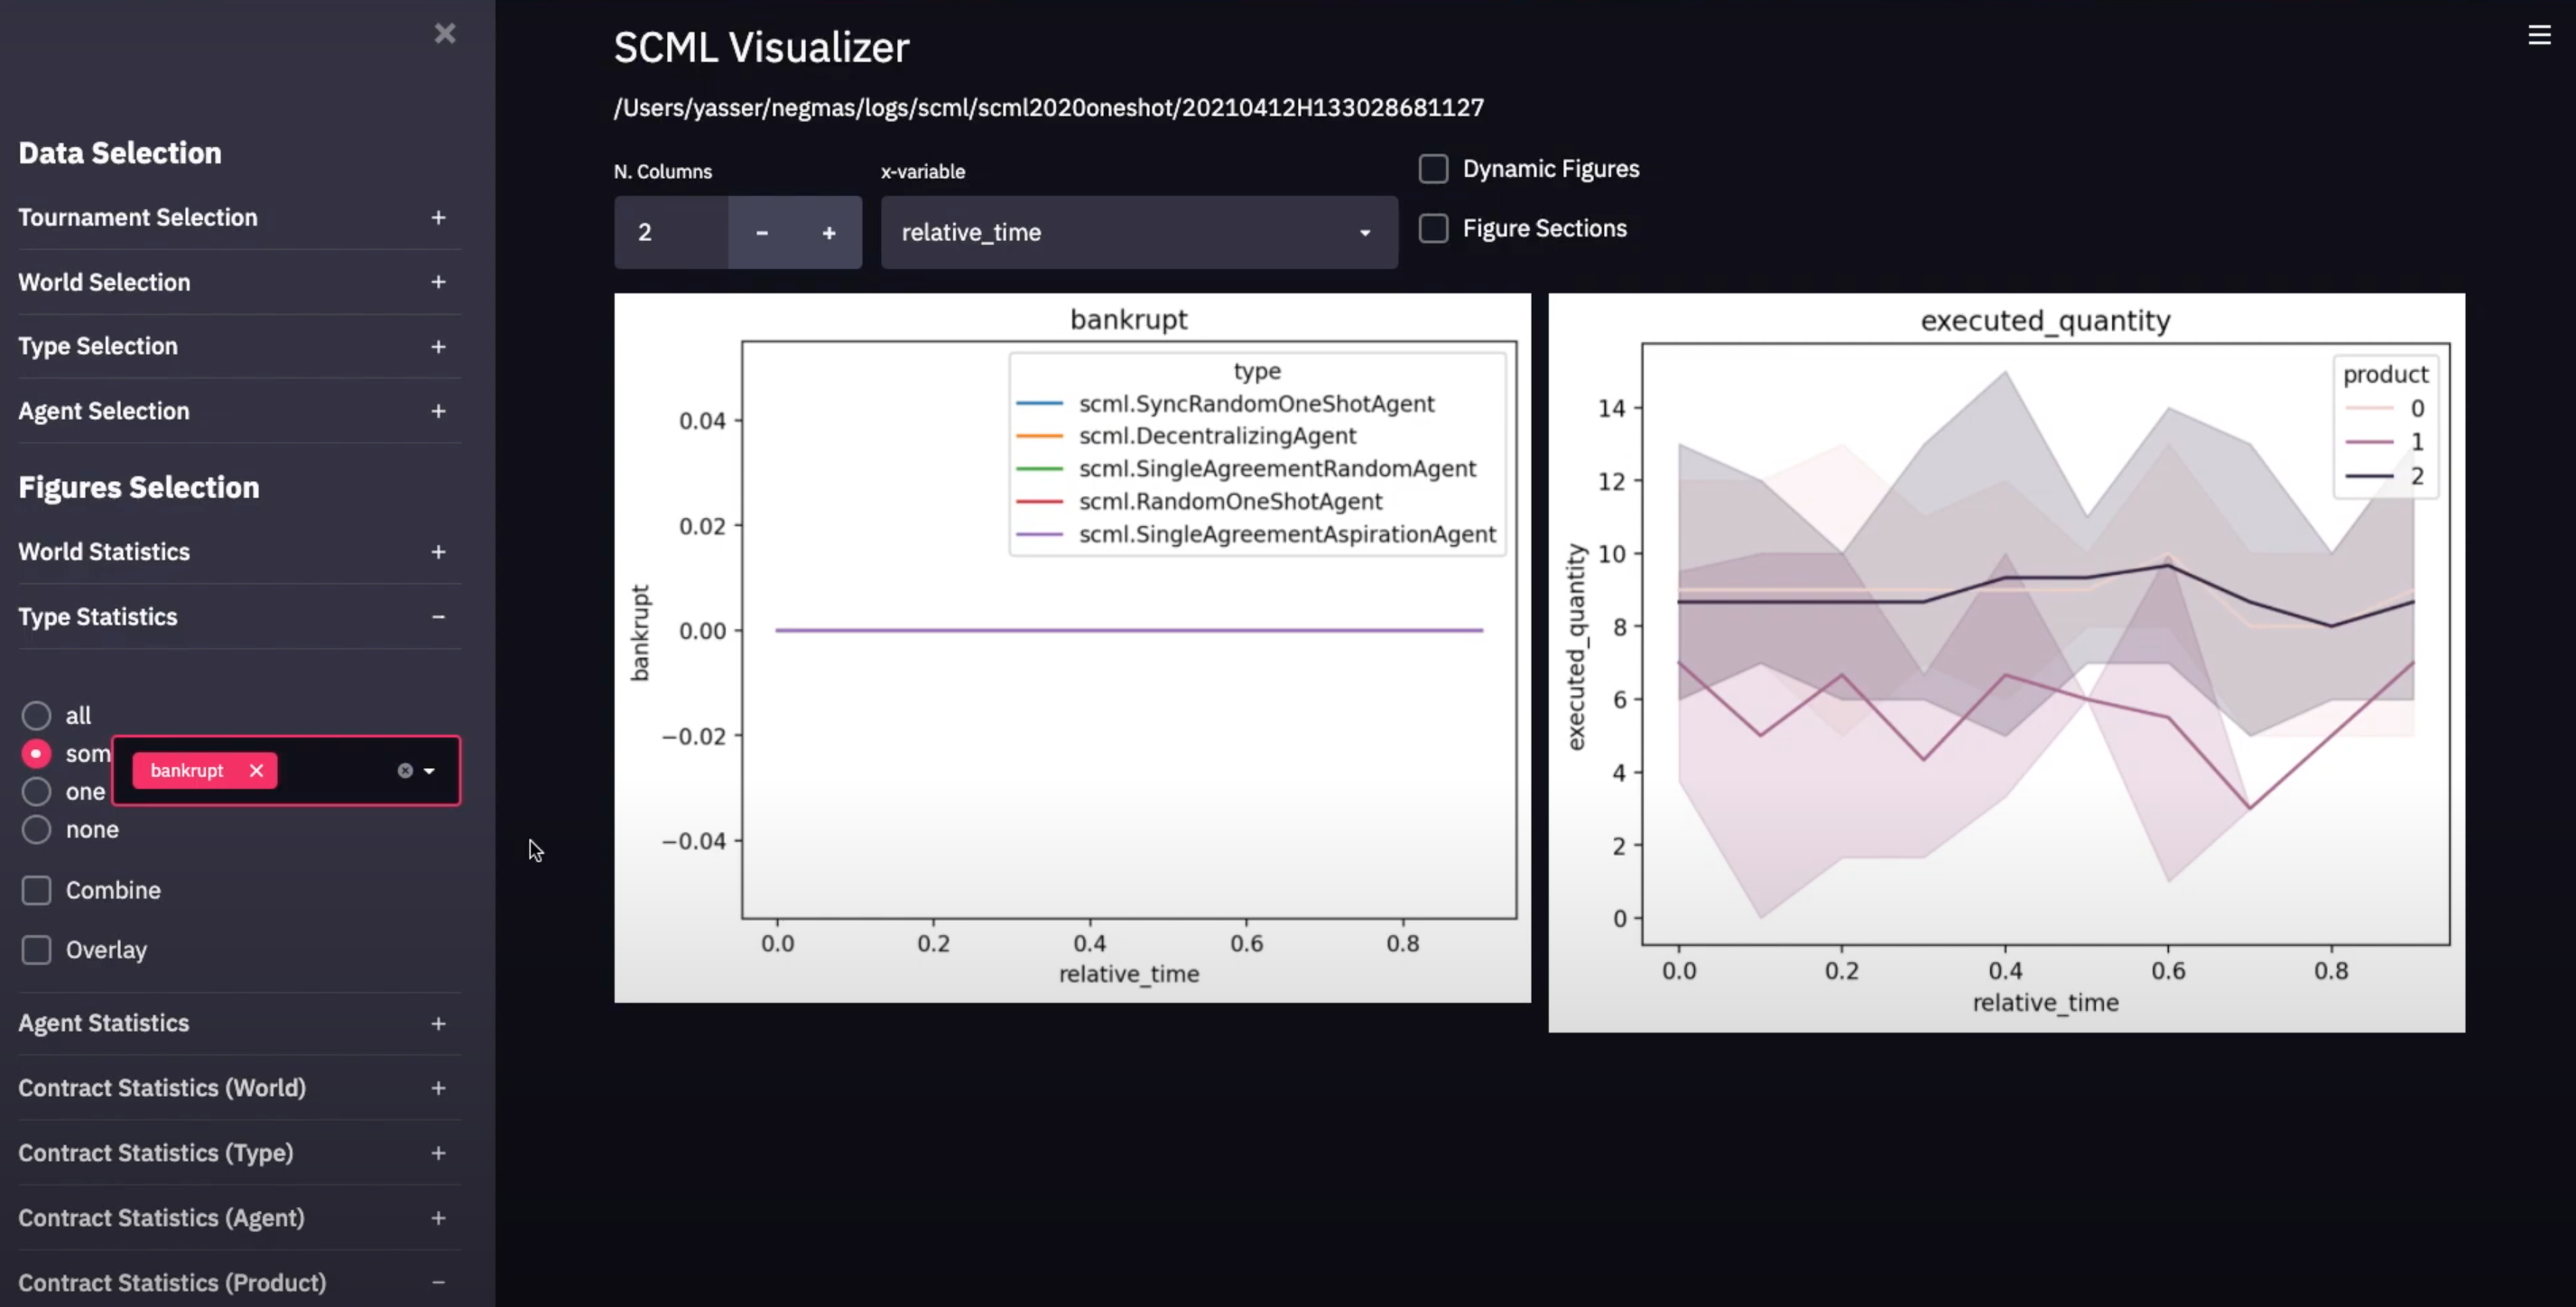 Data Selection
Tournament Selection +
World Selection +
Type Selection +
Agent Selection +
Figures Selection
World Statistics +
Type Statistics −
all
som
bankrupt ×
one
none
Combine
Overlay
Agent Statistics +
Contract Statistics (World) +
Contract Statistics (Type) +
Contract Statistics (Agent) +
Contract Statistics (Product) −
SCML Visualizer
/Users/yasser/negmas/logs/scml/scml2020oneshot/20210412H133028681127
N. Columns
2 − +
x-variable
relative_time
Dynamic Figures
Figure Sections
bankrupt
type
scml.SyncRandomOneShotAgent
scml.DecentralizingAgent
scml.SingleAgreementRandomAgent
scml.RandomOneShotAgent
scml.SingleAgreementAspirationAgent
0.04
0.02
0.00
−0.02
−0.04
bankrupt
0.0 0.2 0.4 0.6 0.8
relative_time
executed_quantity
product
0
1
2
14
12
10
8
6
4
2
0
executed_quantity
0.0 0.2 0.4 0.6 0.8
relative_time